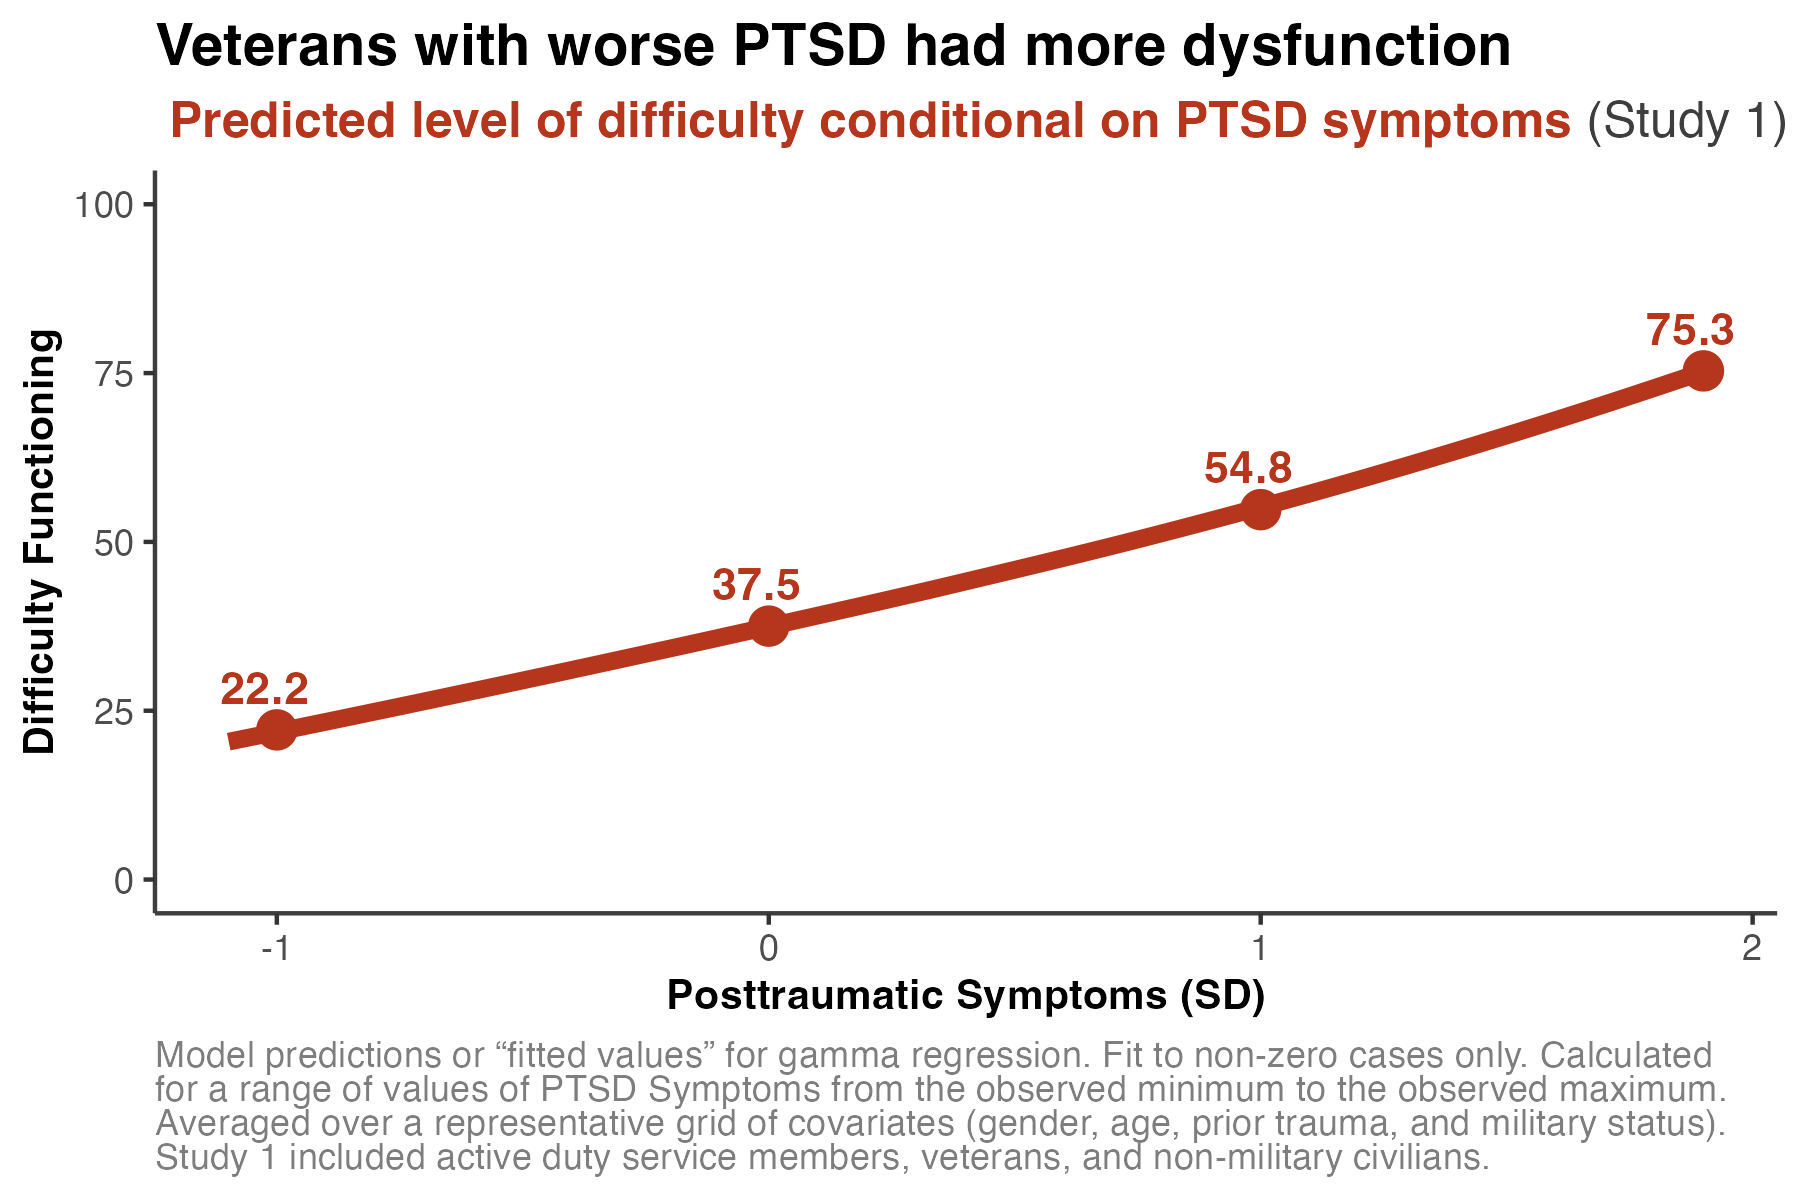 Veterans with worse PTSD had more dysfunction
Predicted level of difficulty conditional on PTSD symptoms (Study 1)
100
75
50
25
0
Difficulty Functioning
22.2
37.5
54.8
75.3
-1
0
1
2
Posttraumatic Symptoms (SD)
Model predictions or “fitted values” for gamma regression. Fit to non-zero cases only. Calculated
for a range of values of PTSD Symptoms from the observed minimum to the observed maximum.
Averaged over a representative grid of covariates (gender, age, prior trauma, and military status).
Study 1 included active duty service members, veterans, and non-military civilians.